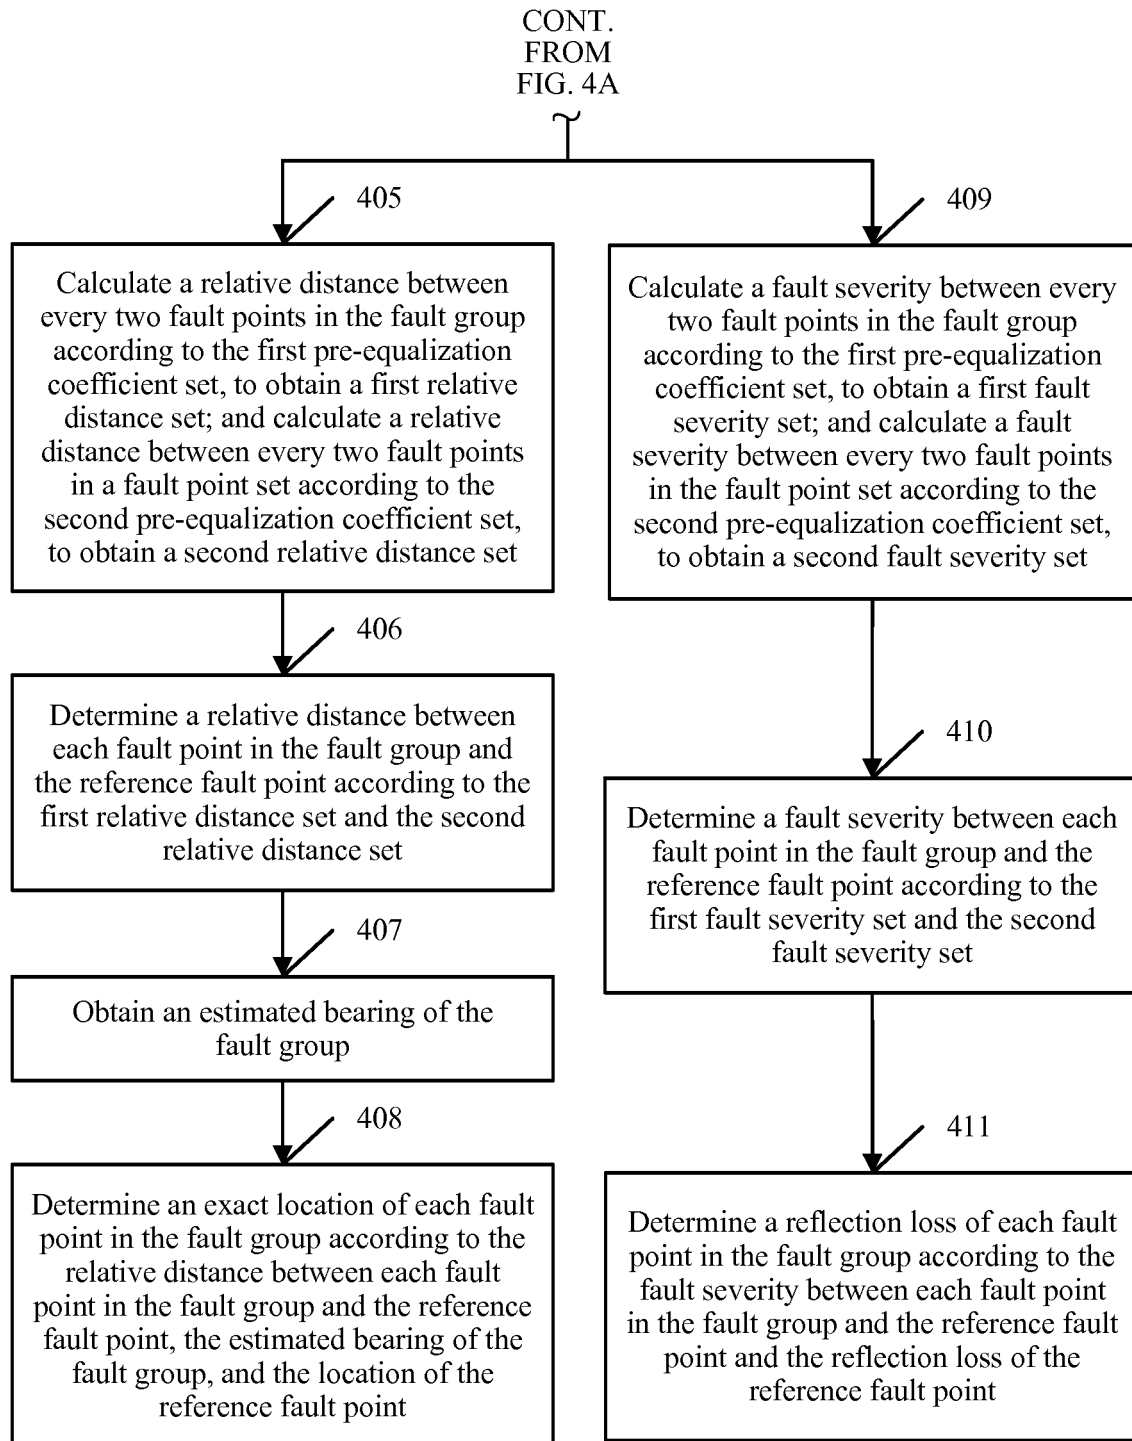 CONT.
FROM
FIG. 4A
405
Calculate a relative distance between
every two fault points in the fault group
according to the first pre-equalization
coefficient set, to obtain a first relative
distance set; and calculate a relative
distance between every two fault points
in a fault point set according to the
second pre-equalization coefficient set,
to obtain a second relative distance set
406
Determine a relative distance between
each fault point in the fault group and
the reference fault point according to the
first relative distance set and the second
relative distance set
407
Obtain an estimated bearing of the
fault group
408
Determine an exact location of each fault
point in the fault group according to the
relative distance between each fault
point in the fault group and the reference
fault point, the estimated bearing of the
fault group, and the location of the
reference fault point
409
Calculate a fault severity between every
two fault points in the fault group
according to the first pre-equalization
coefficient set, to obtain a first fault
severity set; and calculate a fault
severity between every two fault points
in the fault point set according to the
second pre-equalization coefficient set,
to obtain a second fault severity set
410
Determine a fault severity between each
fault point in the fault group and the
reference fault point according to the
first fault severity set and the second
fault severity set
411
Determine a reflection loss of each fault
point in the fault group according to the
fault severity between each fault point
in the fault group and the reference fault
point and the reflection loss of the
reference fault point